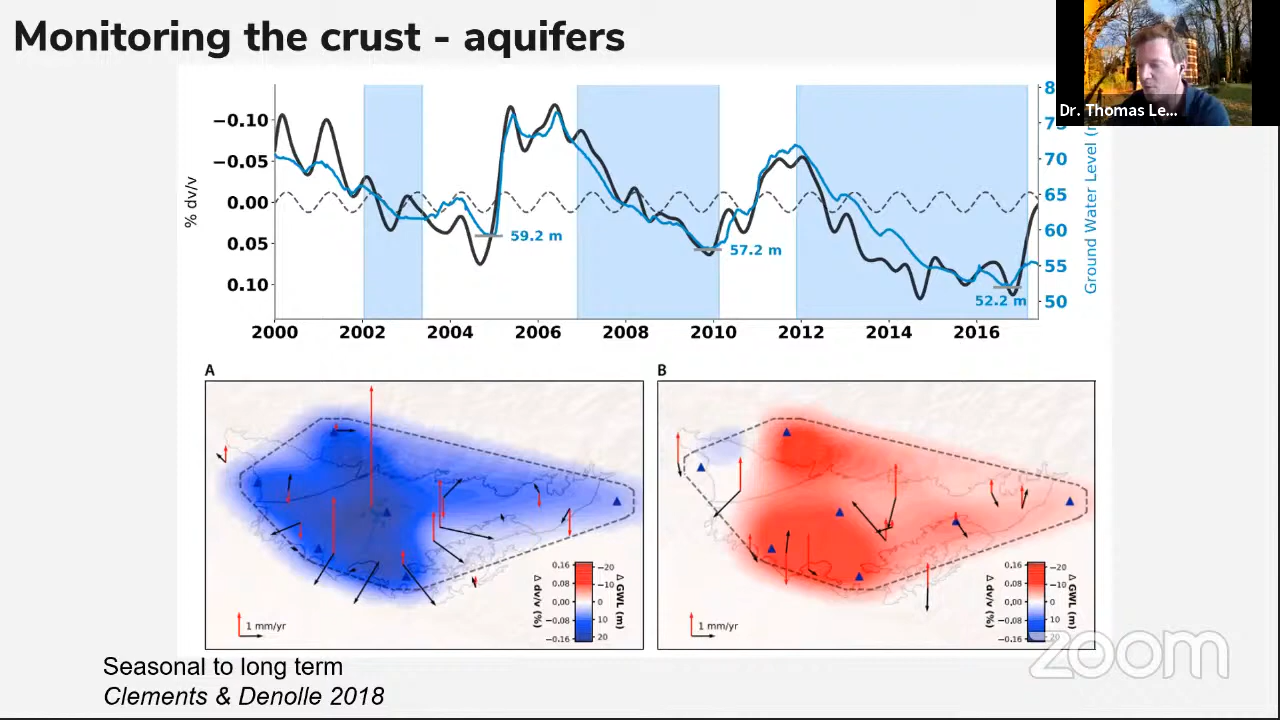 Monitoring the crust - aquifers
Dr. Thomas Le...
−0.10
−0.05
0.00
0.05
0.10
% dv/v
59.2 m
57.2 m
52.2 m
75
70
65
60
55
50
Ground Water Level
2000 2002 2004 2006 2008 2010 2012 2014 2016
A
B
0.16
0.08
0.00
−0.08
−0.16
Δ dv/v (%)
−20
−10
0
10
20
Δ GWL (m)
1 mm/yr
0.16
0.08
0.00
−0.08
−0.16
Δ dv/v (%)
−20
−10
0
10
20
Δ GWL (m)
1 mm/yr
zoom
Seasonal to long term
Clements & Denolle 2018